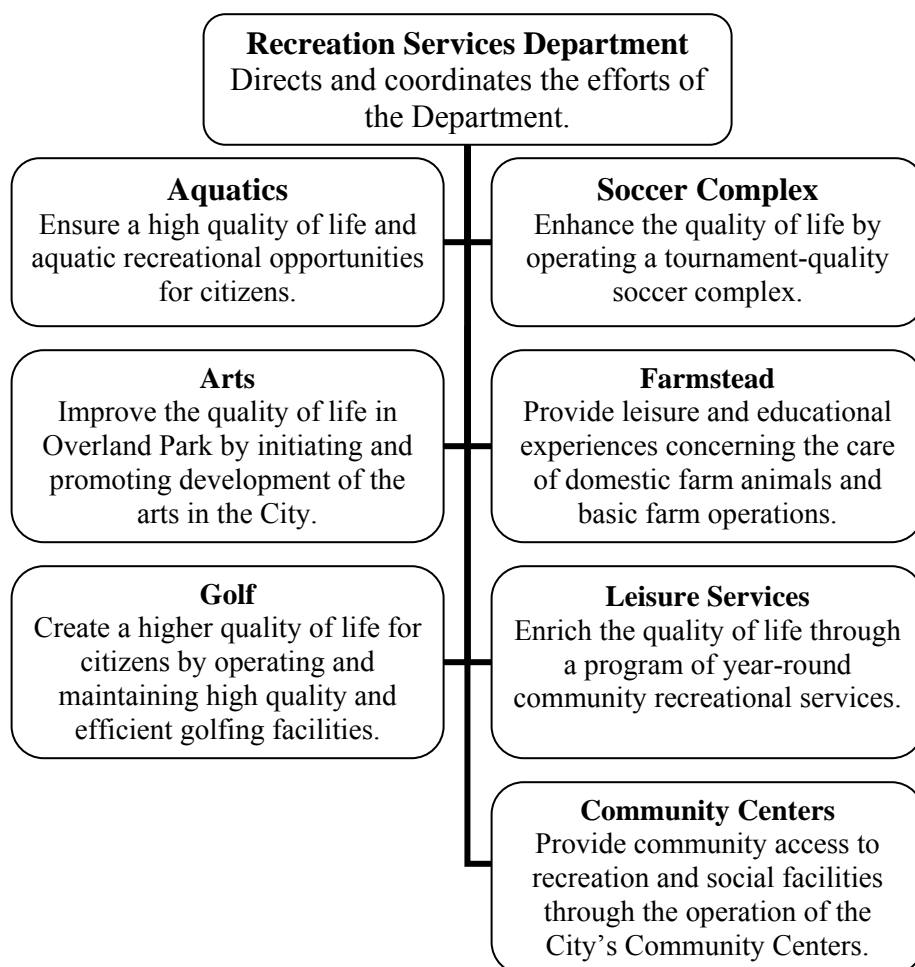 Recreation Services Department
Directs and coordinates the efforts of
the Department.
Aquatics
Ensure a high quality of life and
aquatic recreational opportunities
for citizens.
Soccer Complex
Enhance the quality of life by
operating a tournament-quality
soccer complex.
Arts
Improve the quality of life in
Overland Park by initiating and
promoting development of the
arts in the City.
Farmstead
Provide leisure and educational
experiences concerning the care
of domestic farm animals and
basic farm operations.
Golf
Create a higher quality of life for
citizens by operating and
maintaining high quality and
efficient golfing facilities.
Leisure Services
Enrich the quality of life through
a program of year-round
community recreational services.
Community Centers
Provide community access to
recreation and social facilities
through the operation of the
City’s Community Centers.